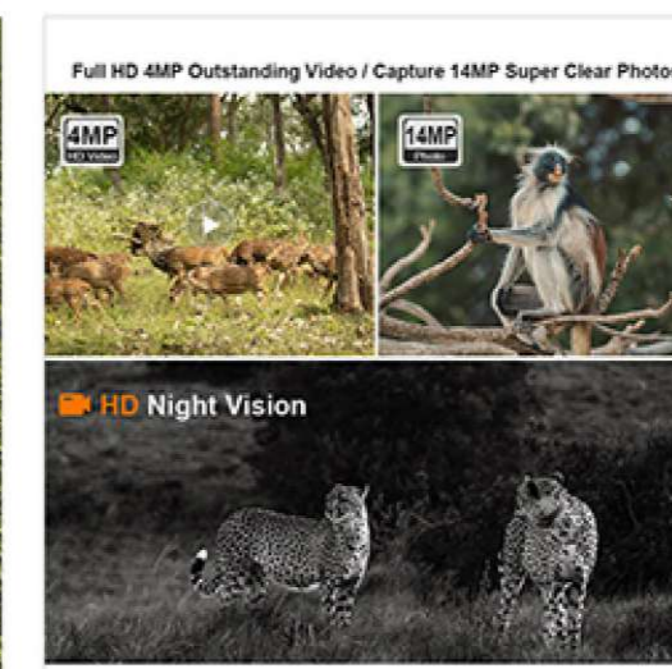 Full HD 4MP Outstanding Video / Capture 14MP Super Clear Photos
4MP
HD Video
14MP
Photo
HD Night Vision